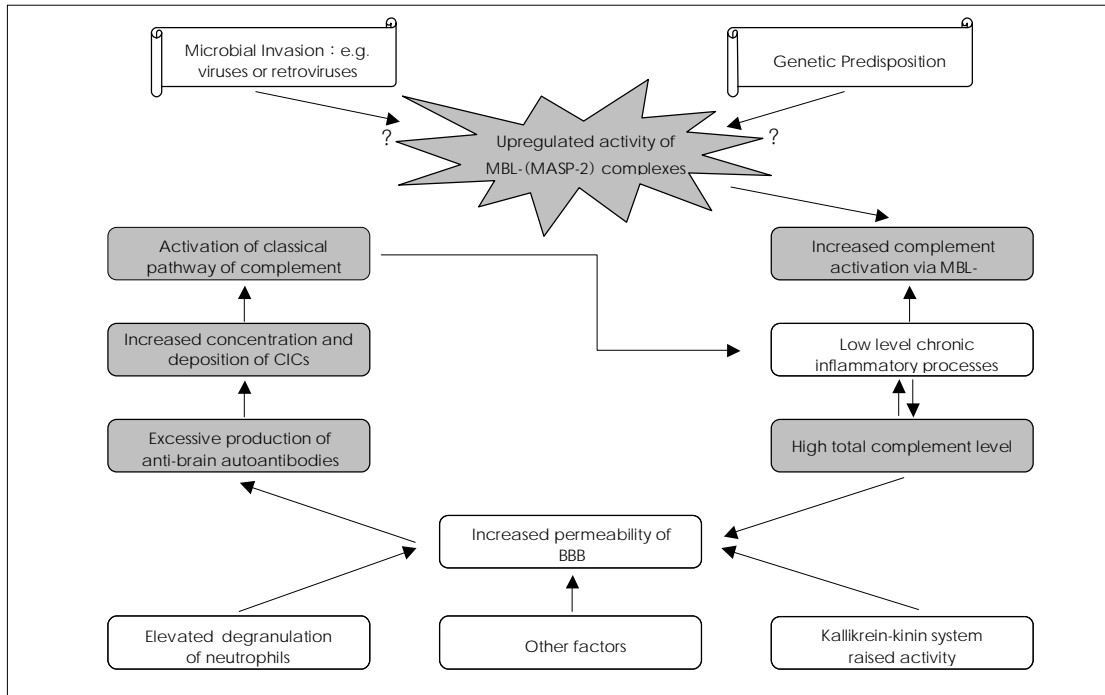 Microbial Invasion : e.g.
viruses or retroviruses
Genetic Predisposition
?
?
Upregulated activity of
MBL-(MASP-2) complexes
Activation of classical
pathway of complement
Increased complement
activation via MBL-
Increased concentration and
deposition of CICs
Low level chronic
inflammatory processes
Excessive production of
anti-brain autoantibodies
High total complement level
Increased permeability of
BBB
Elevated degranulation
of neutrophils
Other factors
Kallikrein-kinin system
raised activity